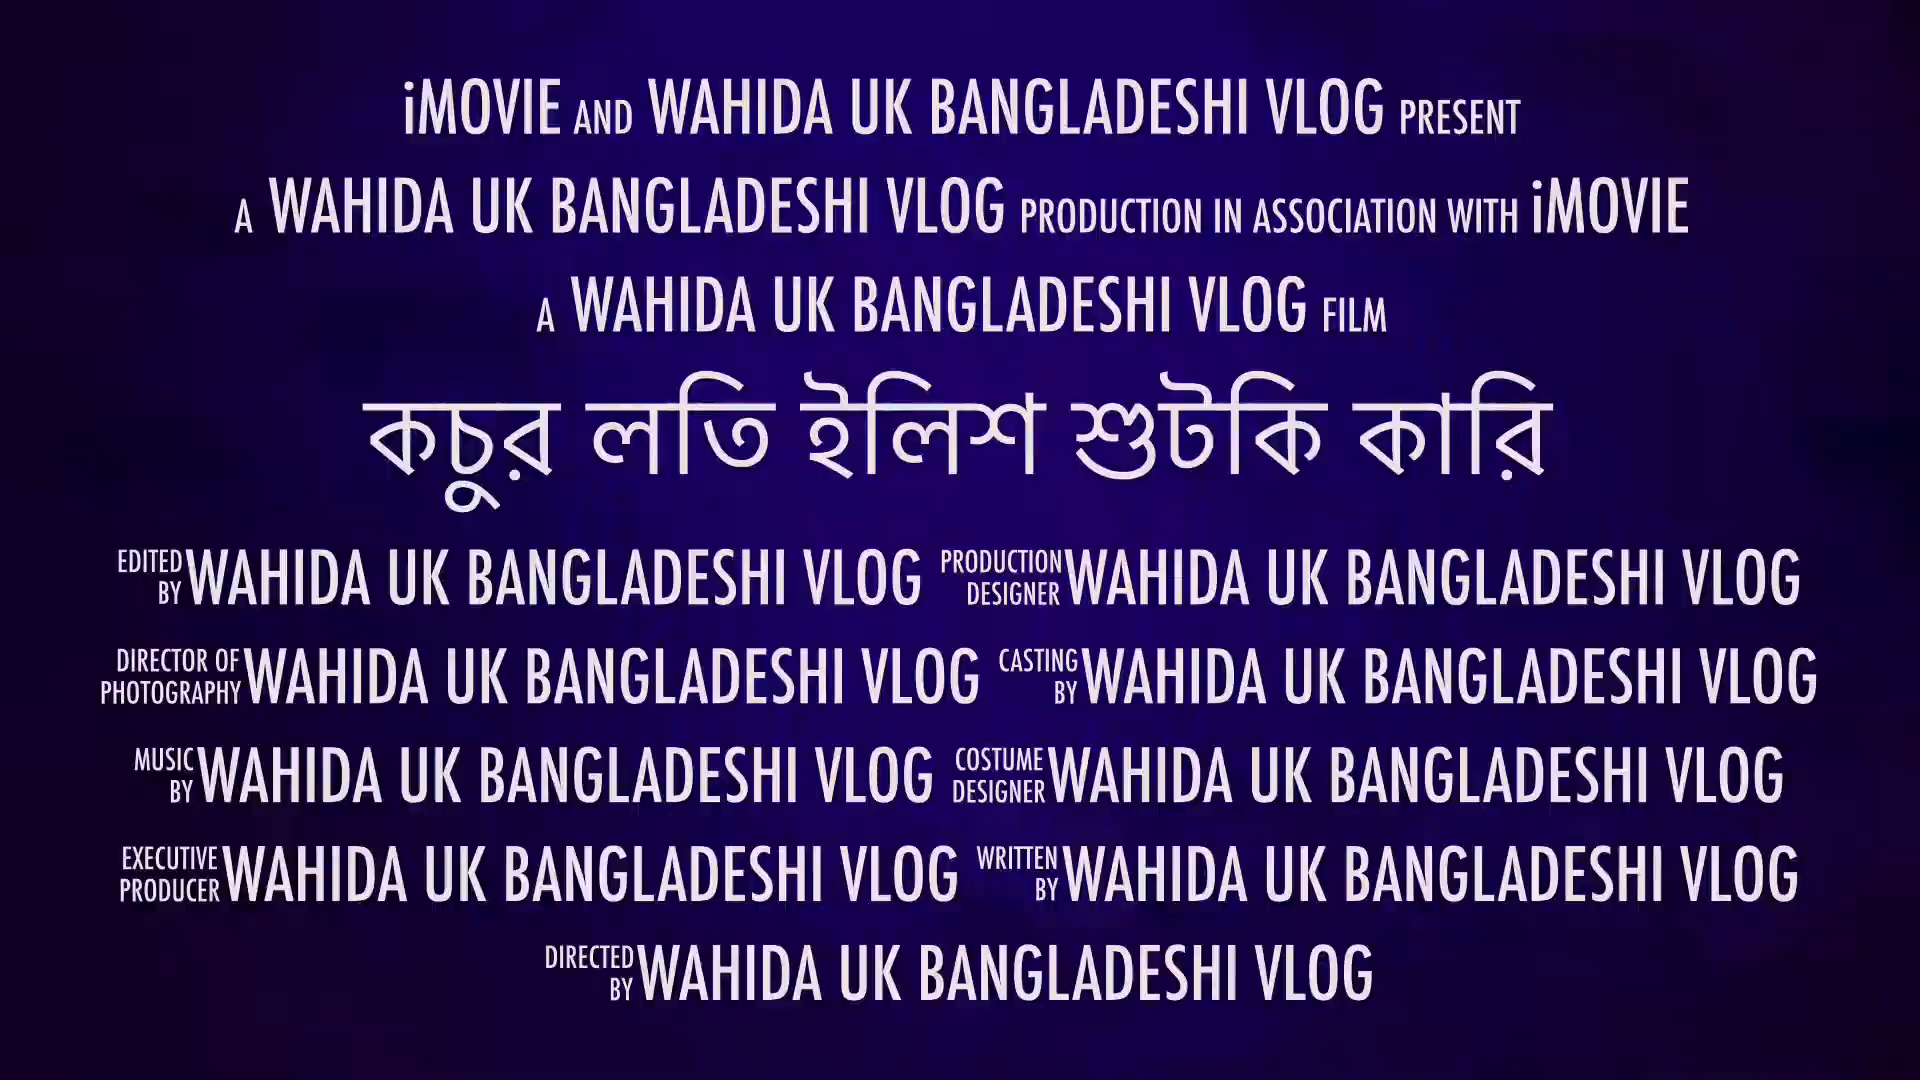 iMOVIE AND WAHIDA UK BANGLADESHI VLOG PRESENT
A WAHIDA UK BANGLADESHI VLOG PRODUCTION IN ASSOCIATION WITH iMOVIE
A WAHIDA UK BANGLADESHI VLOG FILM
কচুর লতি ইলিশ শুটকি কারি
EDITED BY WAHIDA UK BANGLADESHI VLOG PRODUCTION DESIGNER WAHIDA UK BANGLADESHI VLOG
DIRECTOR OF PHOTOGRAPHY WAHIDA UK BANGLADESHI VLOG CASTING BY WAHIDA UK BANGLADESHI VLOG
MUSIC BY WAHIDA UK BANGLADESHI VLOG COSTUME DESIGNER WAHIDA UK BANGLADESHI VLOG
EXECUTIVE PRODUCER WAHIDA UK BANGLADESHI VLOG WRITTEN BY WAHIDA UK BANGLADESHI VLOG
DIRECTED BY WAHIDA UK BANGLADESHI VLOG